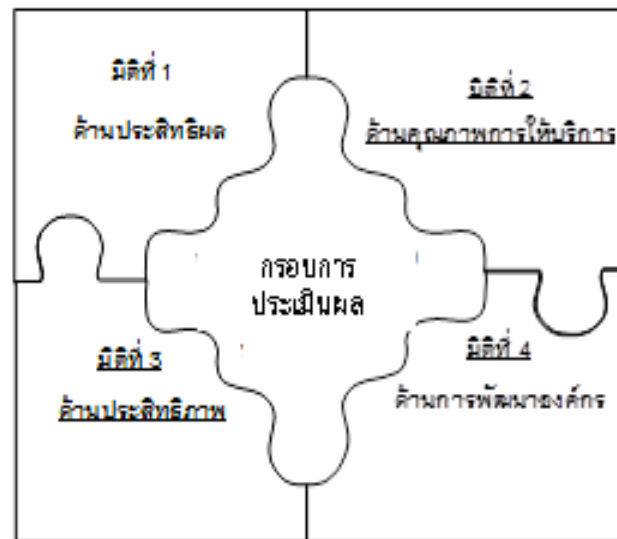 มิติที่ 1
ด้านประสิทธิผล
มิติที่ 2
ด้านคุณภาพการให้บริการ
กรอบการ
ประเมินผล
มิติที่ 3
ด้านประสิทธิภาพ
มิติที่ 4
ด้านการพัฒนาองค์กร